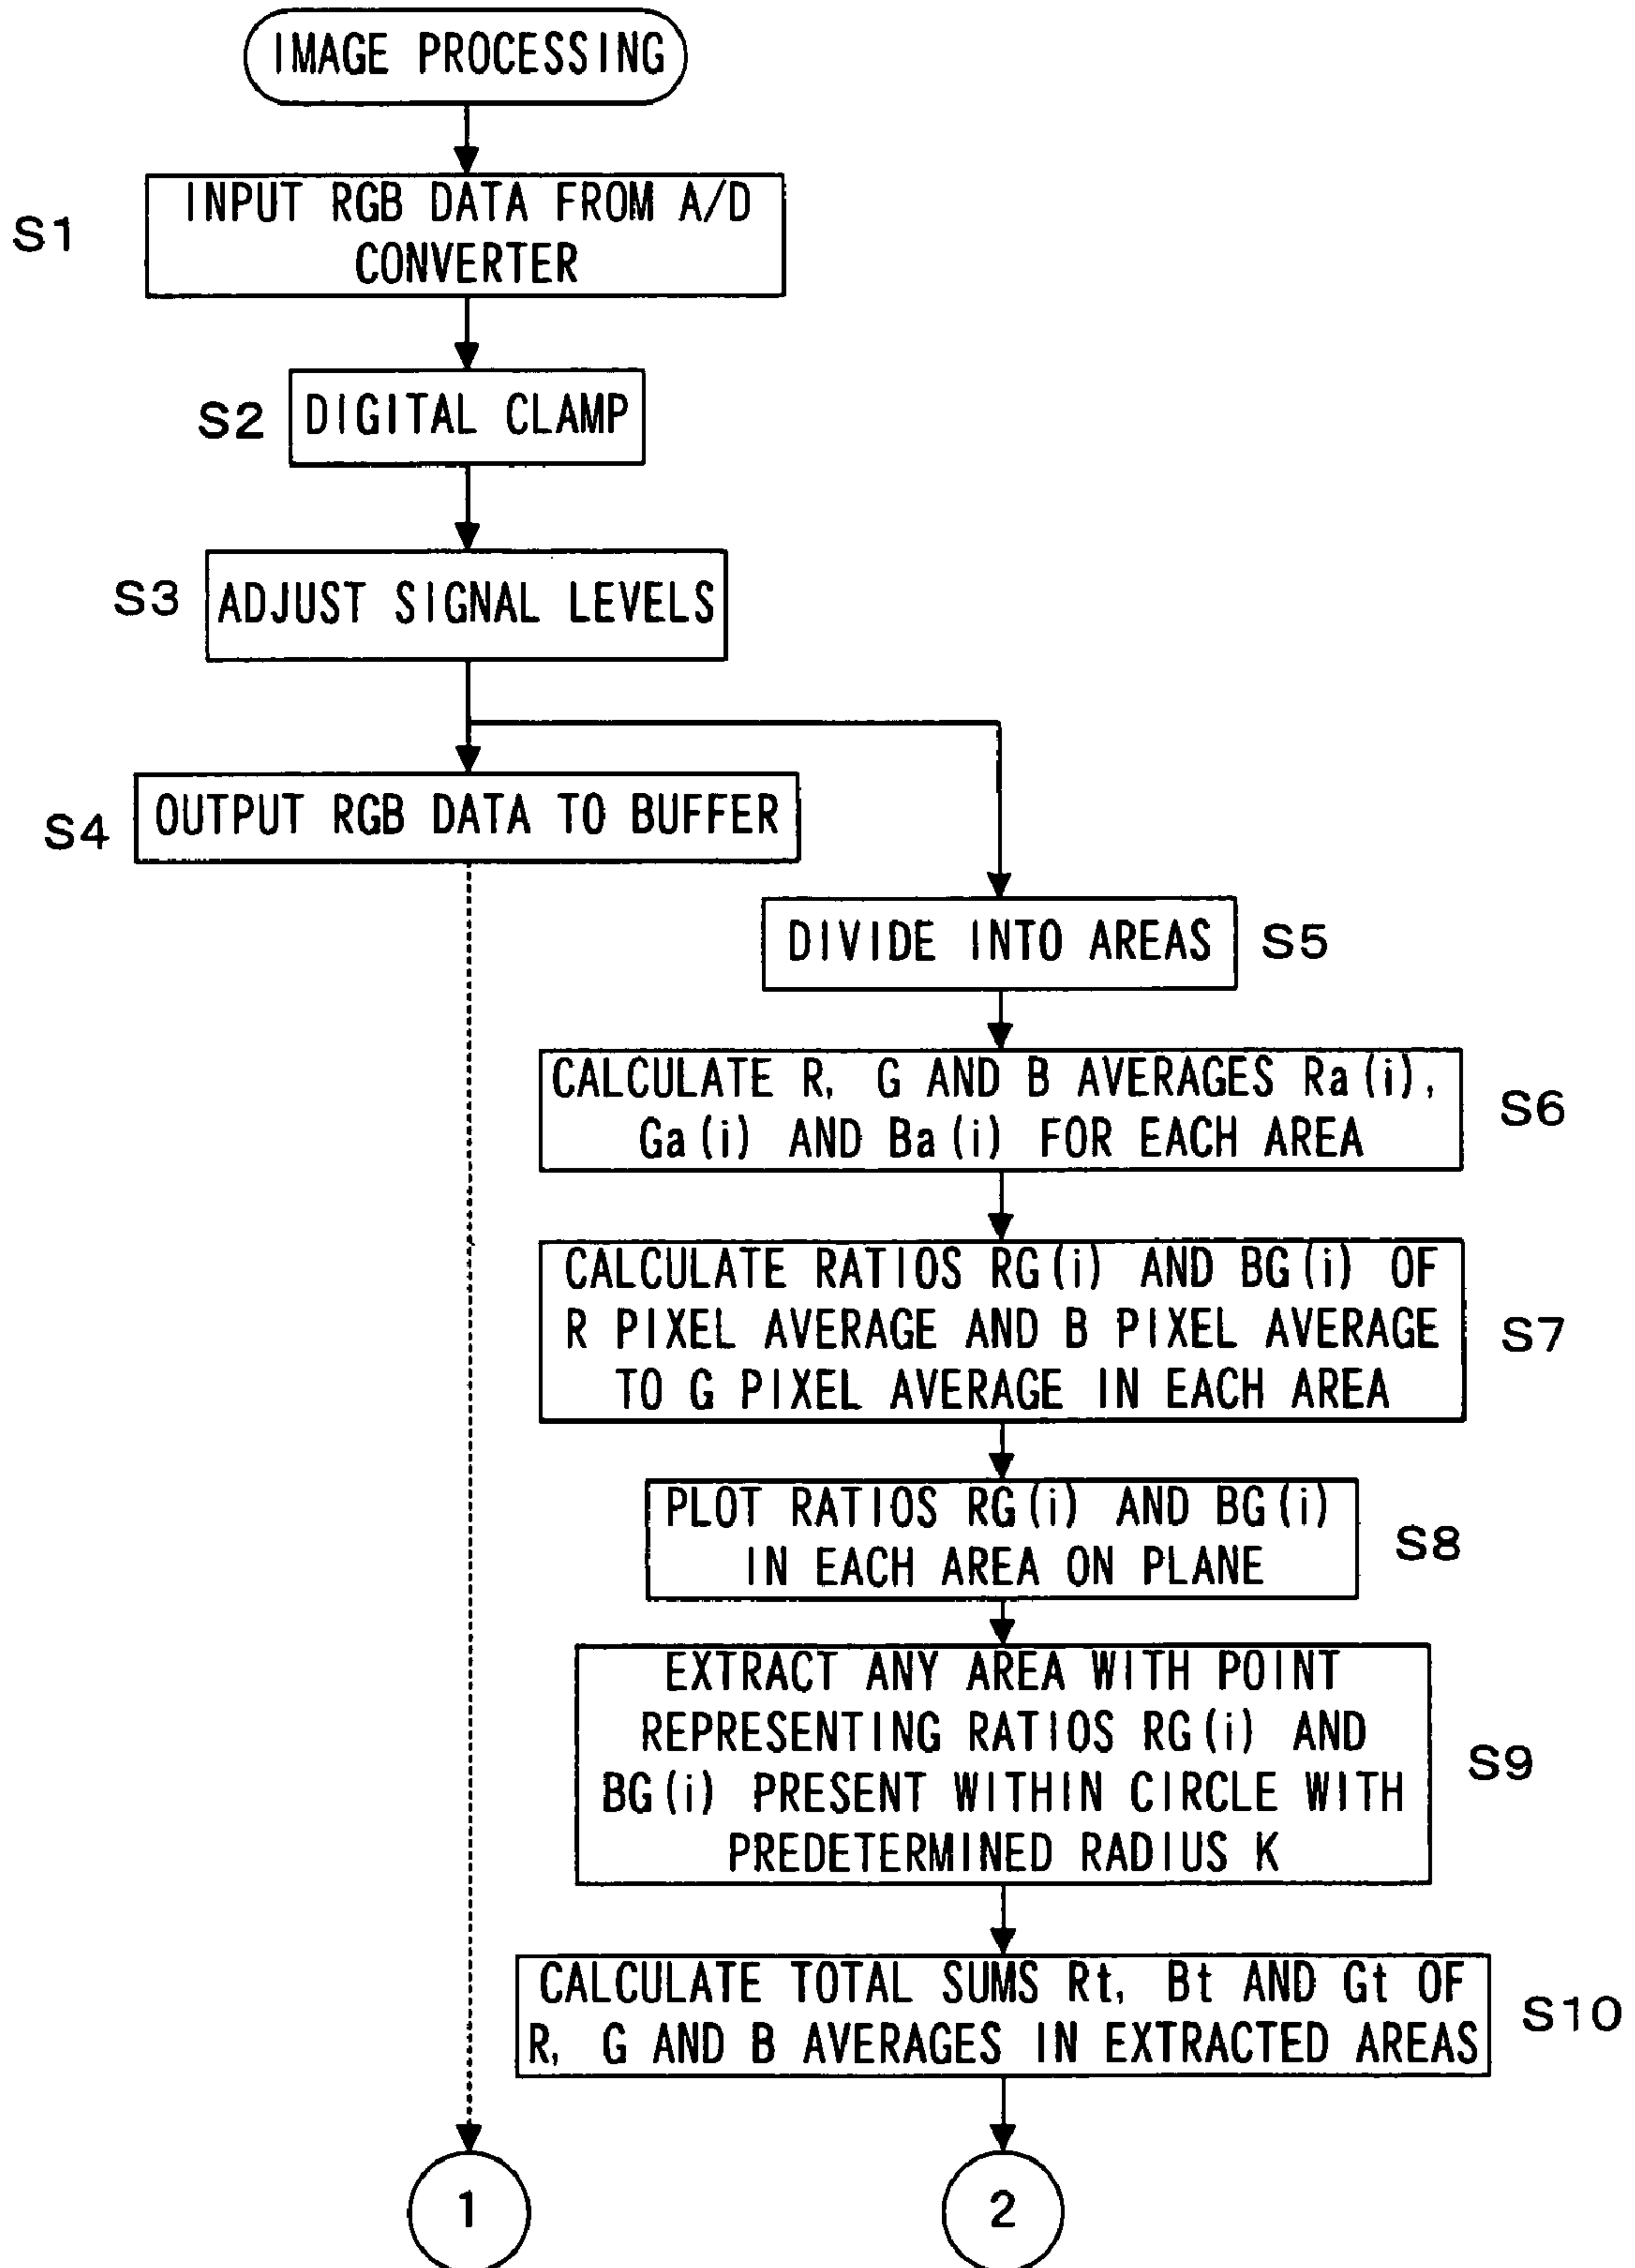 IMAGE PROCESSING
S1
INPUT RGB DATA FROM A/D
CONVERTER
S2
DIGITAL CLAMP
S3
ADJUST SIGNAL LEVELS
S4
OUTPUT RGB DATA TO BUFFER
DIVIDE INTO AREAS
S5
CALCULATE R, G AND B AVERAGES Ra(i),
Ga(i) AND Ba(i) FOR EACH AREA
S6
CALCULATE RATIOS RG(i) AND BG(i) OF
R PIXEL AVERAGE AND B PIXEL AVERAGE
TO G PIXEL AVERAGE IN EACH AREA
S7
PLOT RATIOS RG(i) AND BG(i)
IN EACH AREA ON PLANE
S8
EXTRACT ANY AREA WITH POINT
REPRESENTING RATIOS RG(i) AND
BG(i) PRESENT WITHIN CIRCLE WITH
PREDETERMINED RADIUS K
S9
CALCULATE TOTAL SUMS Rt, Bt AND Gt OF
R, G AND B AVERAGES IN EXTRACTED AREAS
S10
1
2